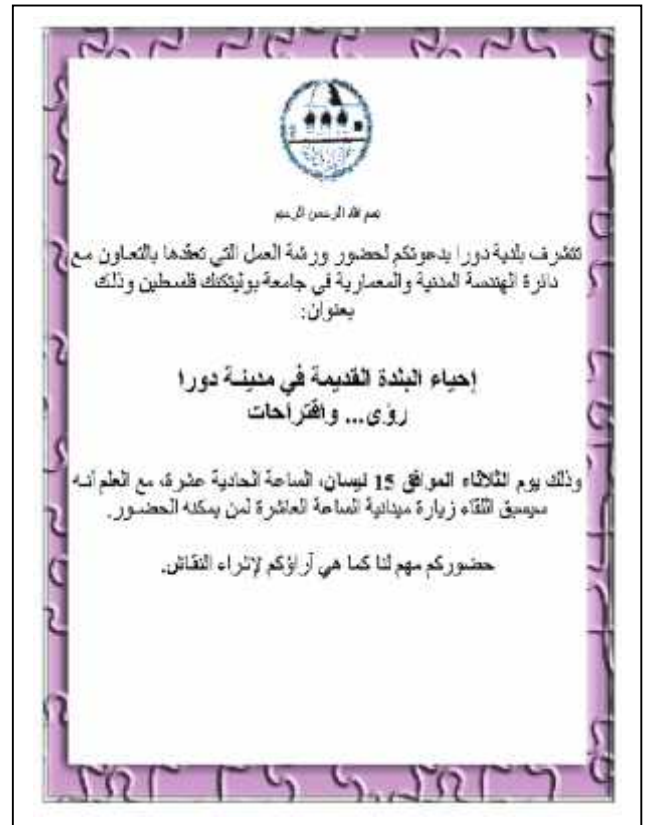 بسم الله الرحمن الرحيم
تتشرف بلدية دورا بدعوتكم لحضور ورشة العمل التي تعقدها بالتعاون مع
دائرة الهندسة المدنية والمعمارية في جامعة بوليتكنك فلسطين وذلك
بعنوان:
إحياء البلدة القديمة في مدينة دورا
رؤى... واقتراحات
وذلك يوم الثلاثاء الموافق 15 نيسان، الساعة الحادية عشرة، مع العلم أنه
سيسبق اللقاء زيارة ميدانية الساعة العاشرة لمن يمكنه الحضور.
حضوركم مهم لنا كما هي آراؤكم لإثراء النقاش.